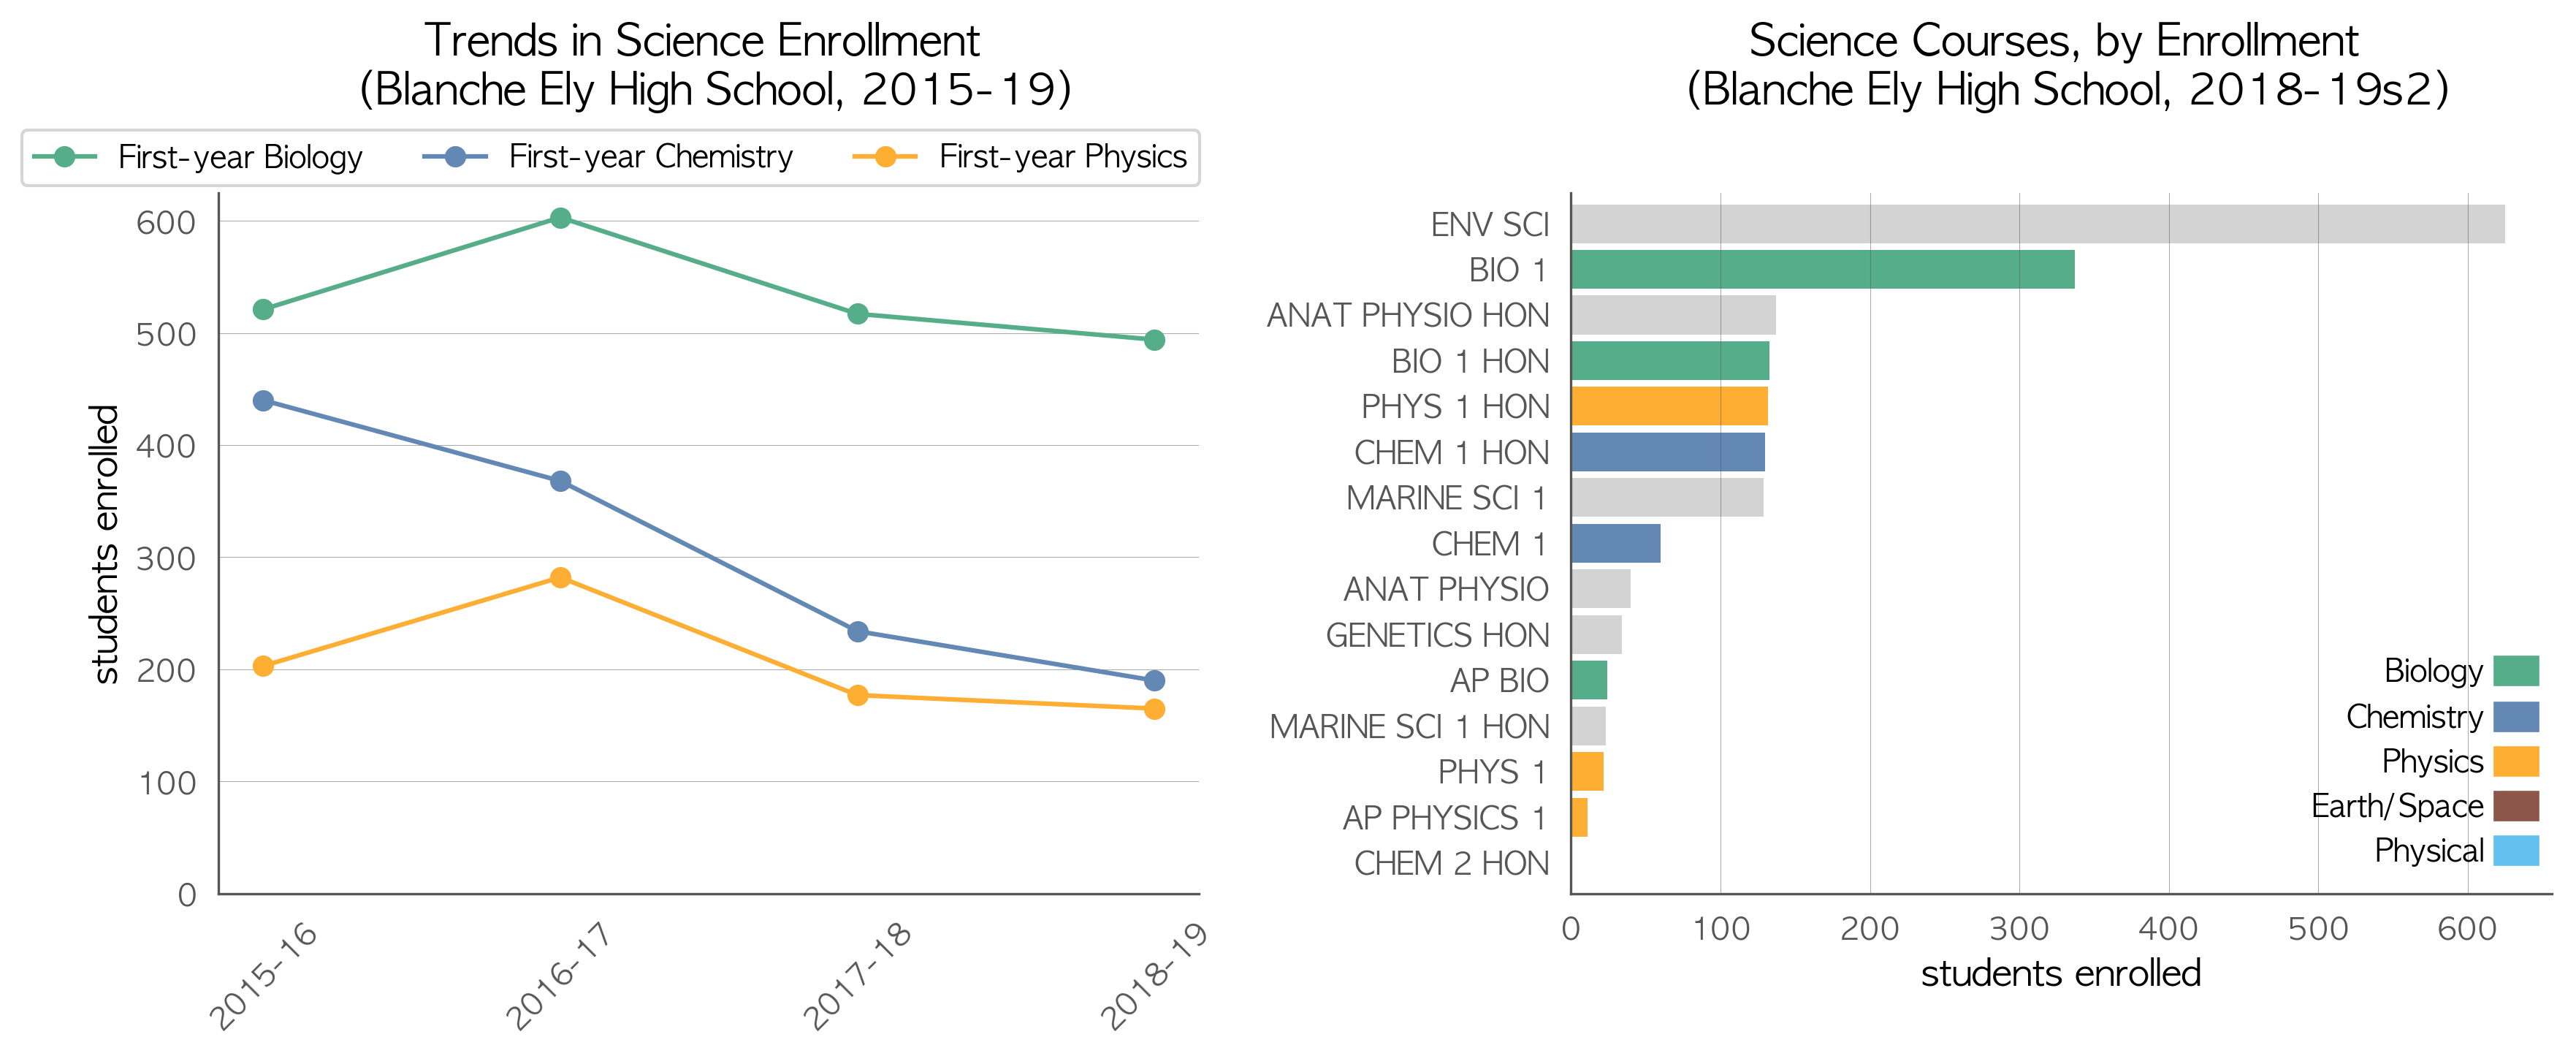 Trends in Science Enrollment
(Blanche Ely High School, 2015-19)
First-year Biology
First-year Chemistry
First-year Physics
students enrolled
600
500
400
300
200
100
0
2015-16
2016-17
2017-18
2018-19
Science Courses, by Enrollment
(Blanche Ely High School, 2018-19s2)
ENV SCI
BIO 1
ANAT PHYSIO HON
BIO 1 HON
PHYS 1 HON
CHEM 1 HON
MARINE SCI 1
CHEM 1
ANAT PHYSIO
GENETICS HON
AP BIO
MARINE SCI 1 HON
PHYS 1
AP PHYSICS 1
CHEM 2 HON
Biology
Chemistry
Physics
Earth/Space
Physical
0
100
200
300
400
500
600
students enrolled